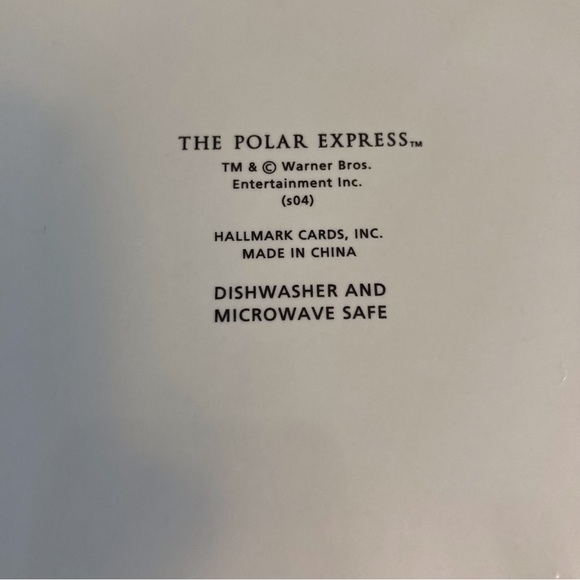 THE POLAR EXPRESS™
TM & © Warner Bros.
Entertainment Inc.
(s04)
HALLMARK CARDS, INC.
MADE IN CHINA
DISHWASHER AND
MICROWAVE SAFE